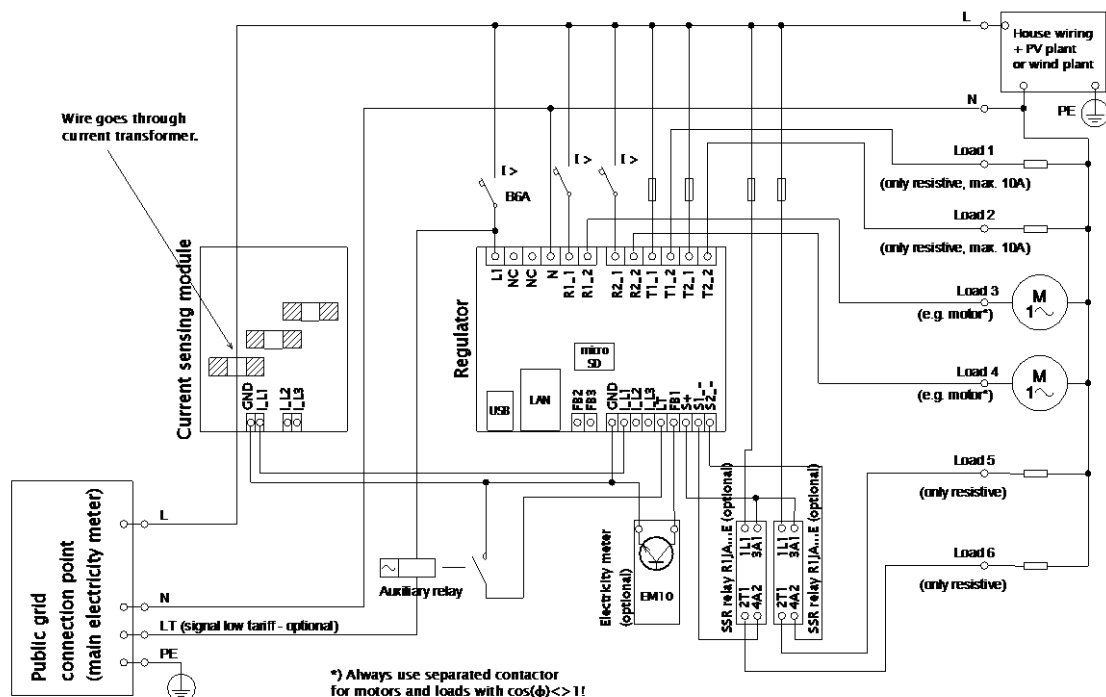 L
House wiring
+ PV plant
or wind plant
N
PE
Wire goes through
current transformer.
I >
I >
I >
B6A
Load 1
(only resistive, max. 10A)
Load 2
(only resistive, max. 10A)
Load 3
(e.g. motor*)
M
1~
Load 4
(e.g. motor*)
M
1~
Load 5
(only resistive)
Load 6
(only resistive)
Current sensing module
GND
I_L1
I_L2
I_L3
Regulator
L1
NC
NC
N
R1_1
R1_2
R2_1
R2_2
T1_1
T1_2
T2_1
T2_2
micro
SD
USB
LAN
FB2
FB3
GND
I_L1
I_L2
I_L3
LT
FB1
S+
S1_-
S2_-
Public grid
connection point
(main electricity meter)
L
N
LT (signal low tariff - optional)
PE
~
Auxiliary relay
Electricity meter
(optional)
EM10
SSR relay R1JA...E (optional)
1L1
3A1
2T1
4A2
1L1
3A1
2T1
4A2
SSR relay R1JA...E (optional)
*) Always use separated contactor
for motors and loads with cos(ϕ)<>1!